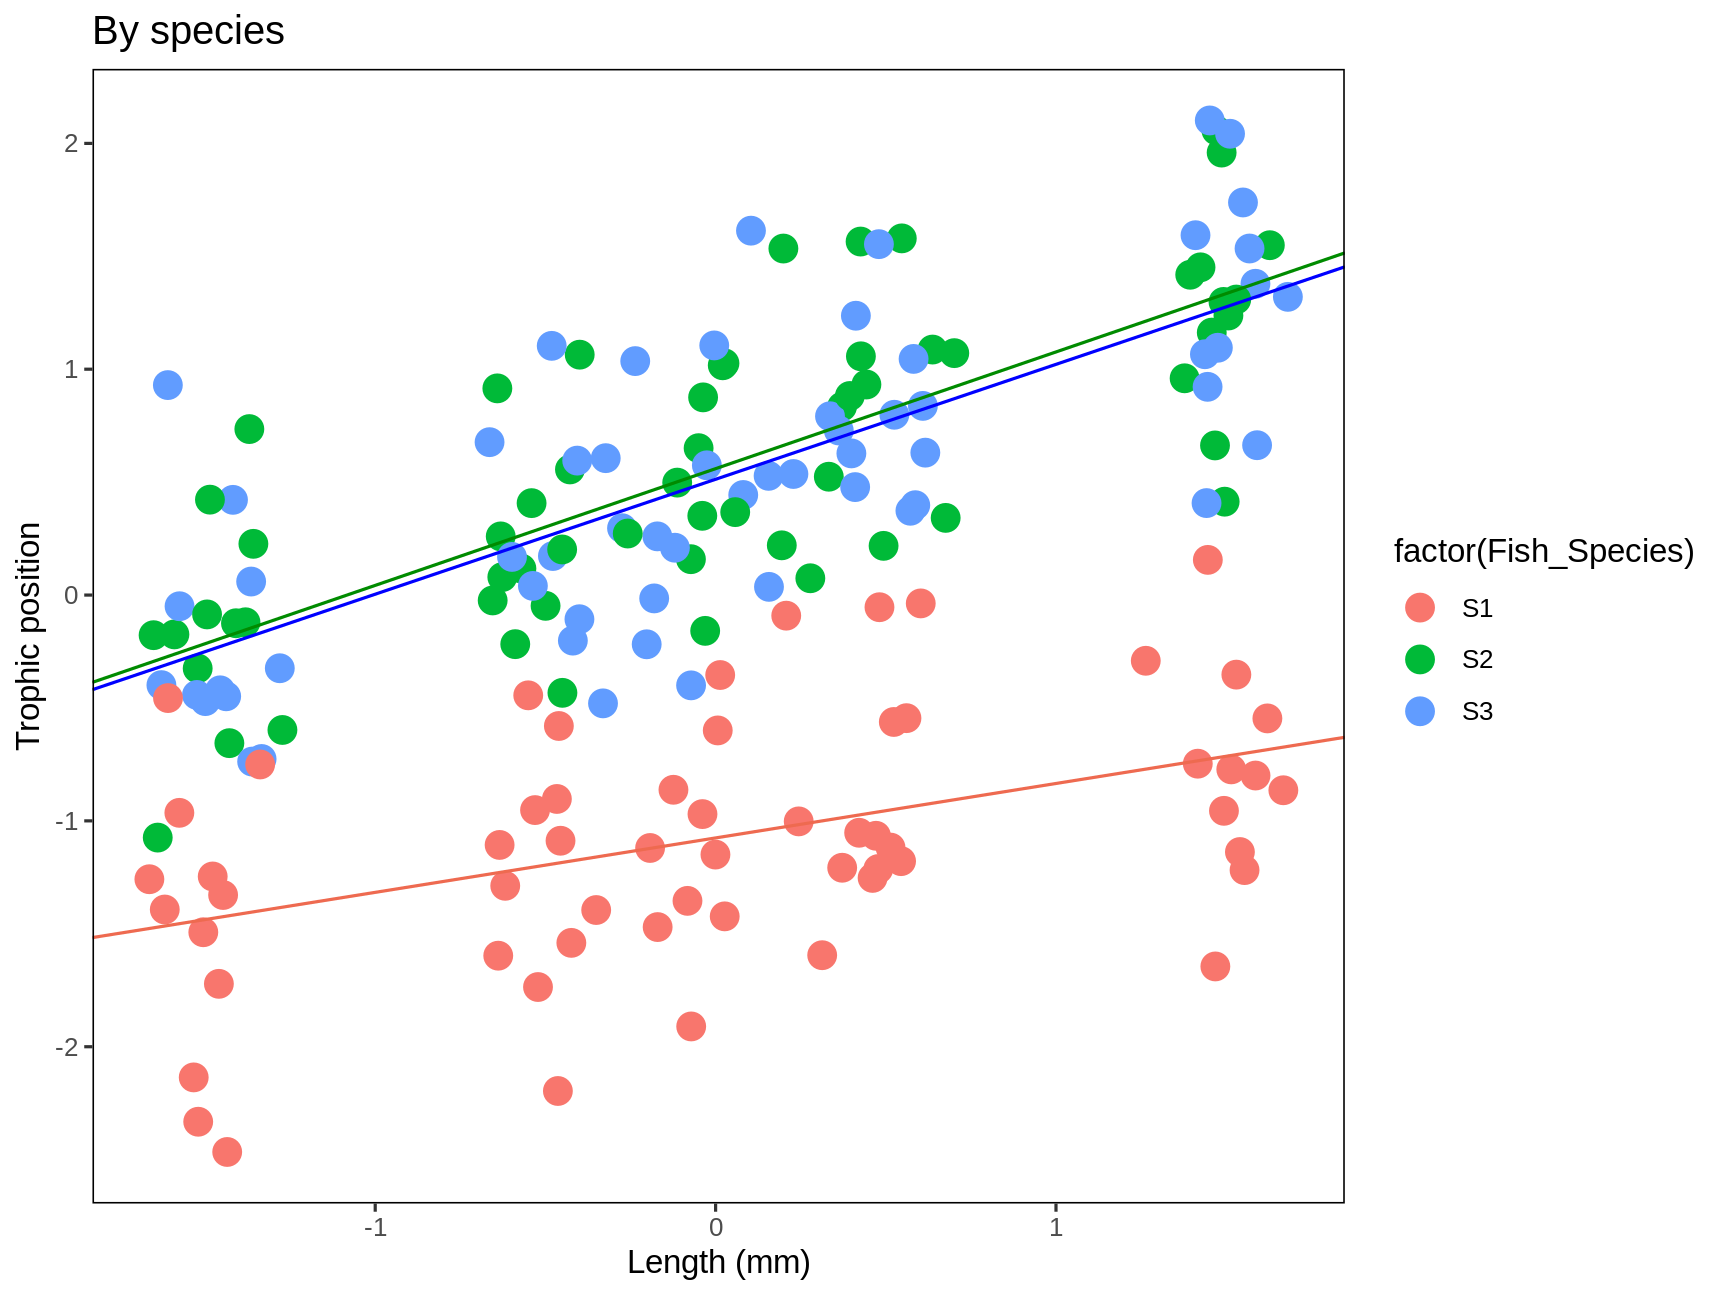 By species
2
1
0
-1
-2
Trophic position
-1 0 1
Length (mm)
factor(Fish_Species)
S1
S2
S3